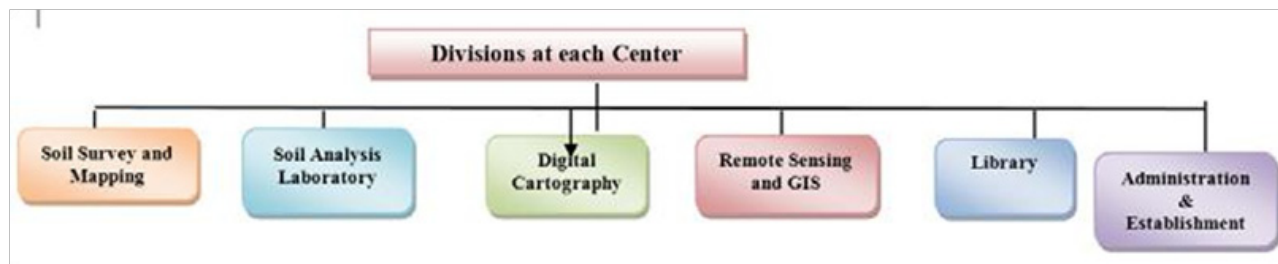 Divisions at each Center
Soil Survey and
Mapping
Soil Analysis
Laboratory
Digital
Cartography
Remote Sensing
and GIS
Library
Administration
&
Establishment